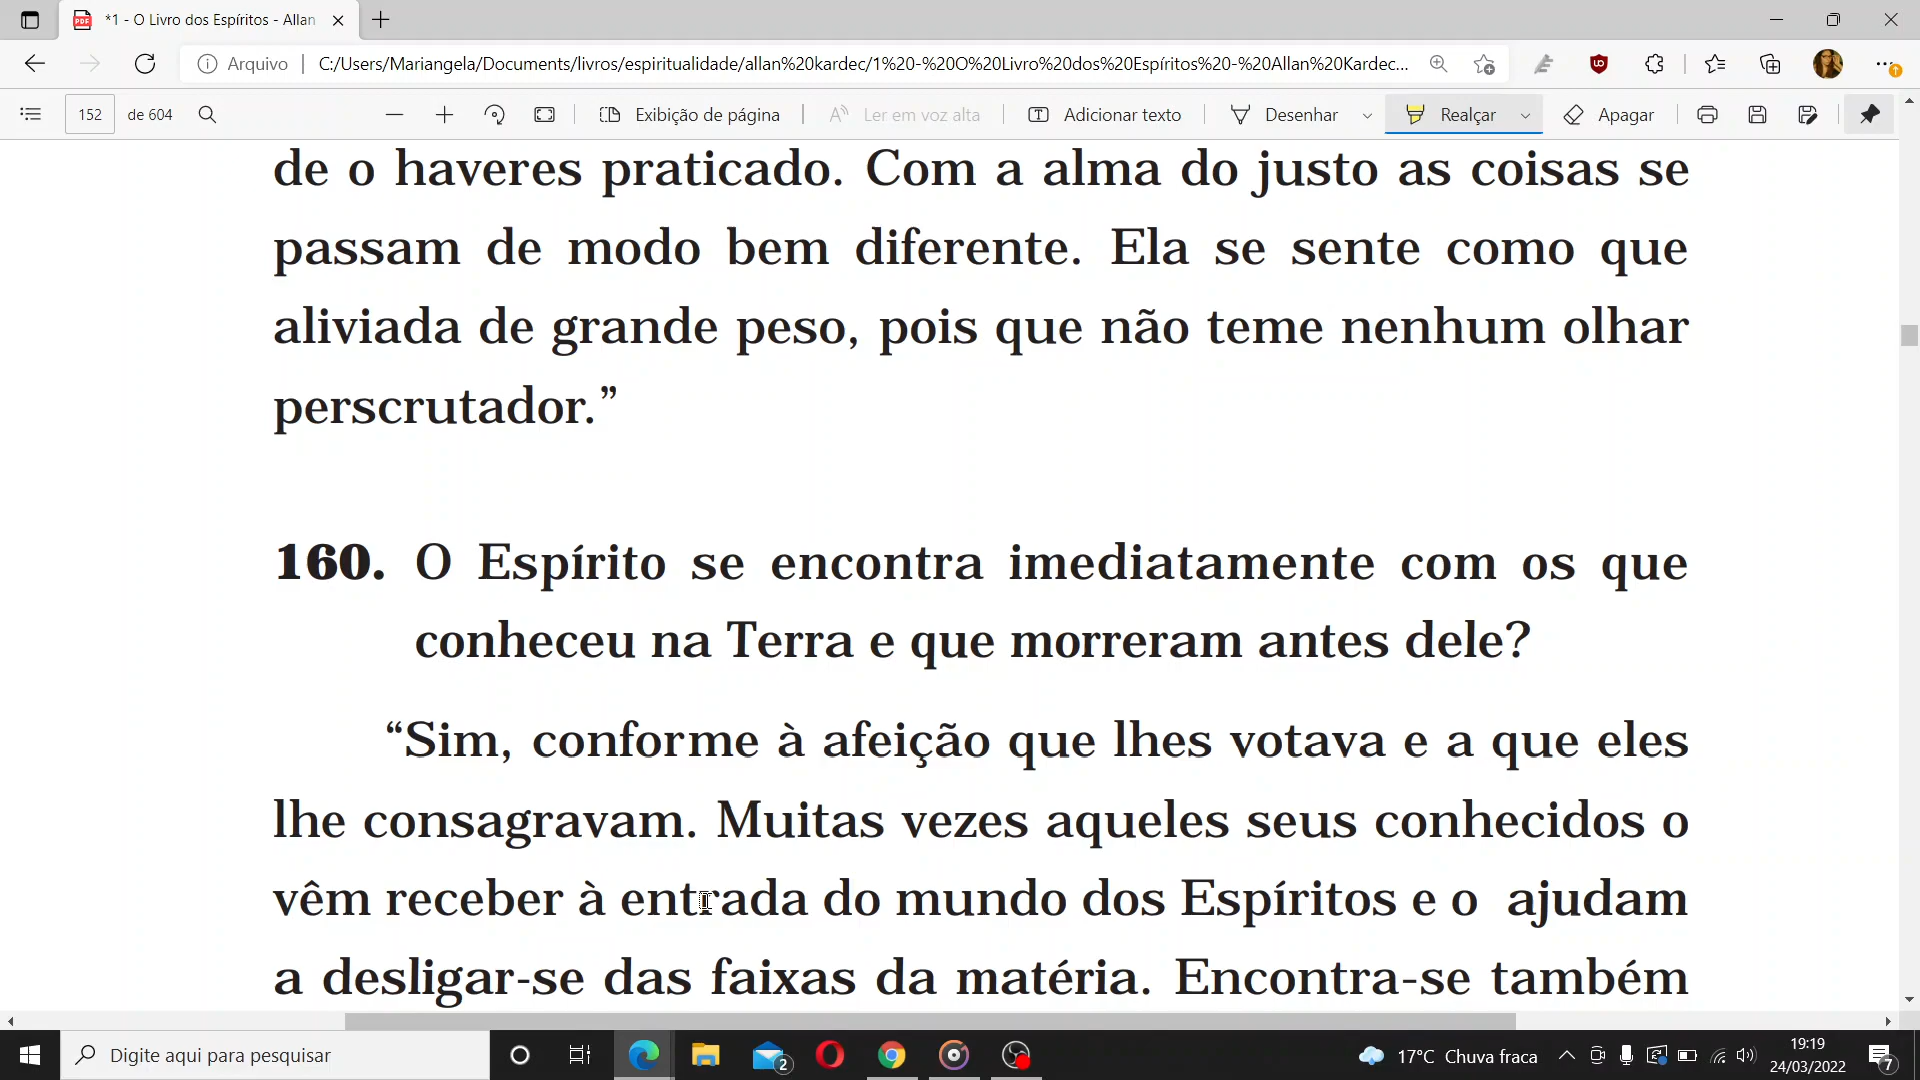 *1 - O Livro dos Espíritos - Allan
Arquivo
C:/Users/Mariangela/Documents/livros/espiritualidade/allan%20kardec/1%20-%20O%20Livro%20dos%20Espíritos%20-%20Allan%20Kardec...
152 de 604
Exibição de página
Ler em voz alta
Adicionar texto
Desenhar
Realçar
Apagar
de o haveres praticado. Com a alma do justo as coisas se
passam de modo bem diferente. Ela se sente como que
aliviada de grande peso, pois que não teme nenhum olhar
perscrutador.”
160. O Espírito se encontra imediatamente com os que
conheceu na Terra e que morreram antes dele?
“Sim, conforme à afeição que lhes votava e a que eles
lhe consagravam. Muitas vezes aqueles seus conhecidos o
vêm receber à entrada do mundo dos Espíritos e o ajudam
a desligar-se das faixas da matéria. Encontra-se também
Digite aqui para pesquisar
2
17°C Chuva fraca
19:19
24/03/2022
7